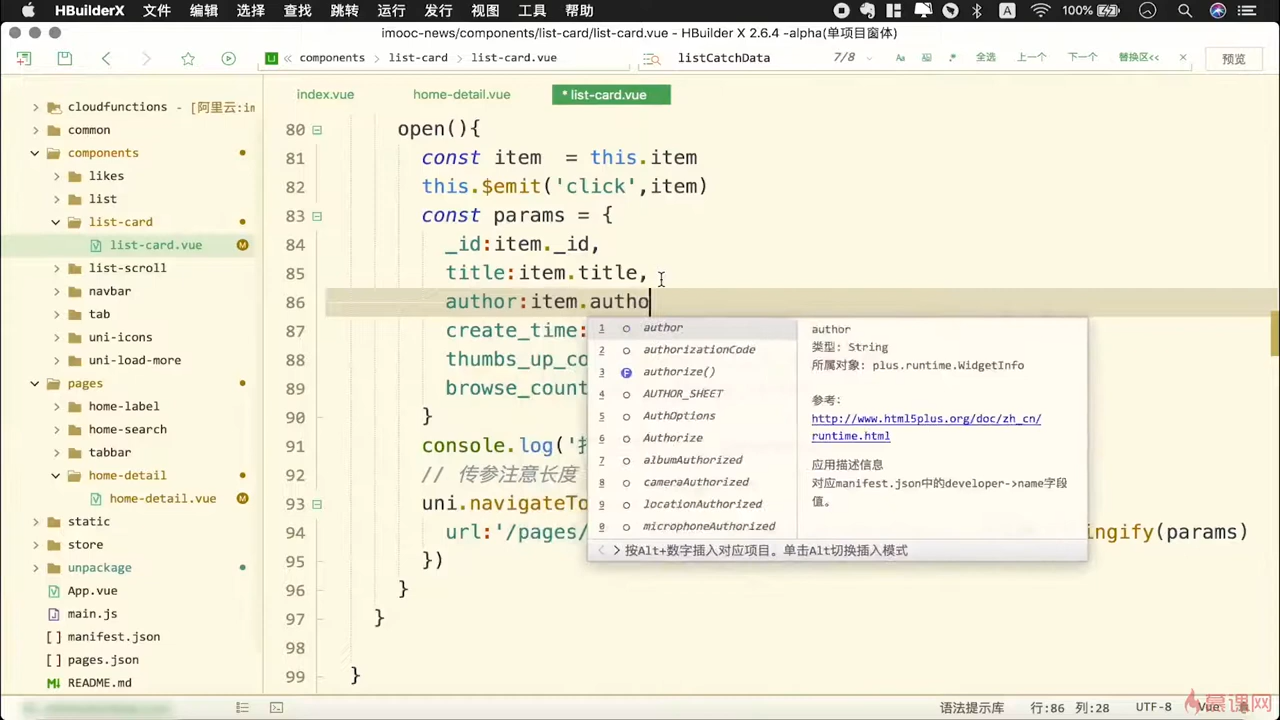 HBuilderX 文件 编辑 选择 查找 跳转 运行 发行 视图 工具 帮助 A 100%
imooc-news/components/list-card/list-card.vue - HBuilder X 2.6.4 -alpha(单项目窗体)
components list-card list-card.vue listCatchData 7/8 Aa 全选 上一个 下一个 替换区<< 预览
index.vue home-detail.vue * list-card.vue
cloudfunctions - [阿里云:im
common
components
likes
list
list-card
list-card.vue M
list-scroll
navbar
tab
uni-icons
uni-load-more
pages
home-label
home-search
tabbar
home-detail
home-detail.vue M
static
store
unpackage
App.vue
main.js
manifest.json
pages.json
README.md
80 open(){
81 const item = this.item
82 this.$emit('click',item)
83 const params = {
84 _id:item._id,
85 title:item.title,
86 author:item.autho
87 create_time:
88 thumbs_up_co
89 browse_count
90 }
91 console.log('
92 // 传参注意长度
93 uni.navigateTo
94 url:'/pages/ ingify(params)
95 })
96 }
97 }
98
99 }
1 author
2 authorizationCode
3 F authorize()
4 AUTHOR_SHEET
5 AuthOptions
6 Authorize
7 albumAuthorized
8 cameraAuthorized
9 locationAuthorized
0 microphoneAuthorized
author
类型: String
所属对象: plus.runtime.WidgetInfo
参考:
http://www.html5plus.org/doc/zh_cn/
runtime.html
应用描述信息
对应manifest.json中的developer->name字段
值。
按Alt+数字插入对应项目。单击Alt切换插入模式
语法提示库 行:86 列:28 UTF-8 Vue
慕课网